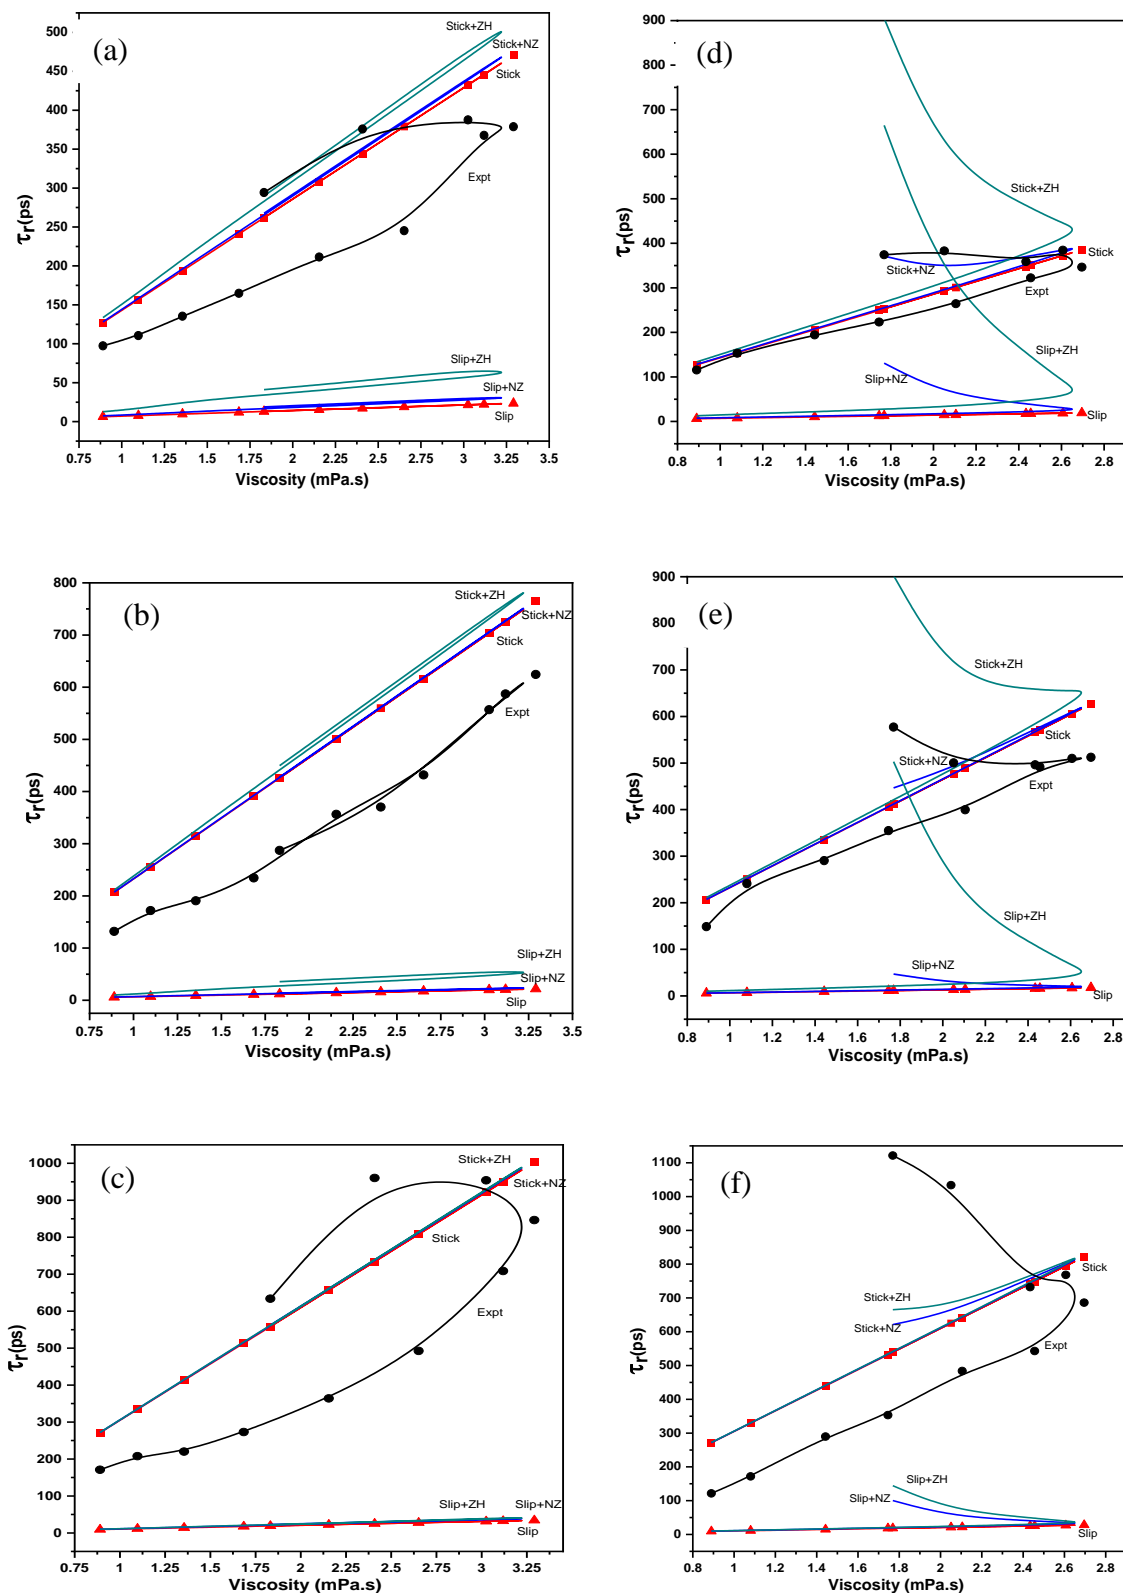 (a)
500
450
400
350
300
250
200
150
100
50
0
τr(ps)
Stick+ZH
Stick+NZ
Stick
Expt
Slip+ZH
Slip+NZ
Slip
0.75 1 1.25 1.5 1.75 2 2.25 2.5 2.75 3 3.25 3.5
Viscosity (mPa.s)
(d)
900
800
700
600
500
400
300
200
100
0
τr(ps)
Stick+ZH
Stick
Stick+NZ
Expt
Slip+ZH
Slip+NZ
Slip
0.8 1 1.2 1.4 1.6 1.8 2 2.2 2.4 2.6 2.8
Viscosity (mPa.s)
(b)
800
700
600
500
400
300
200
100
0
τr(ps)
Stick+ZH
Stick+NZ
Stick
Expt
Slip+ZH
Slip+NZ
Slip
0.75 1 1.25 1.5 1.75 2 2.25 2.5 2.75 3 3.25 3.5
Viscosity (mPa.s)
(e)
900
800
700
600
500
400
300
200
100
0
τr(ps)
Stick+ZH
Stick
Stick+NZ
Expt
Slip+ZH
Slip+NZ
Slip
0.8 1 1.2 1.4 1.6 1.8 2 2.2 2.4 2.6 2.8
Viscosity (mPa.s)
(c)
1000
900
800
700
600
500
400
300
200
100
0
τr(ps)
Stick+ZH
Stick+NZ
Stick
Expt
Slip+ZH
Slip+NZ
Slip
0.75 1 1.25 1.5 1.75 2 2.25 2.5 2.75 3 3.25
Viscosity (mPa.s)
(f)
1100
1000
900
800
700
600
500
400
300
200
100
0
τr(ps)
Stick
Stick+ZH
Stick+NZ
Expt
Slip+ZH
Slip+NZ
Slip
0.8 1 1.2 1.4 1.6 1.8 2 2.2 2.4 2.6 2.8
Viscosity (mPa.s)